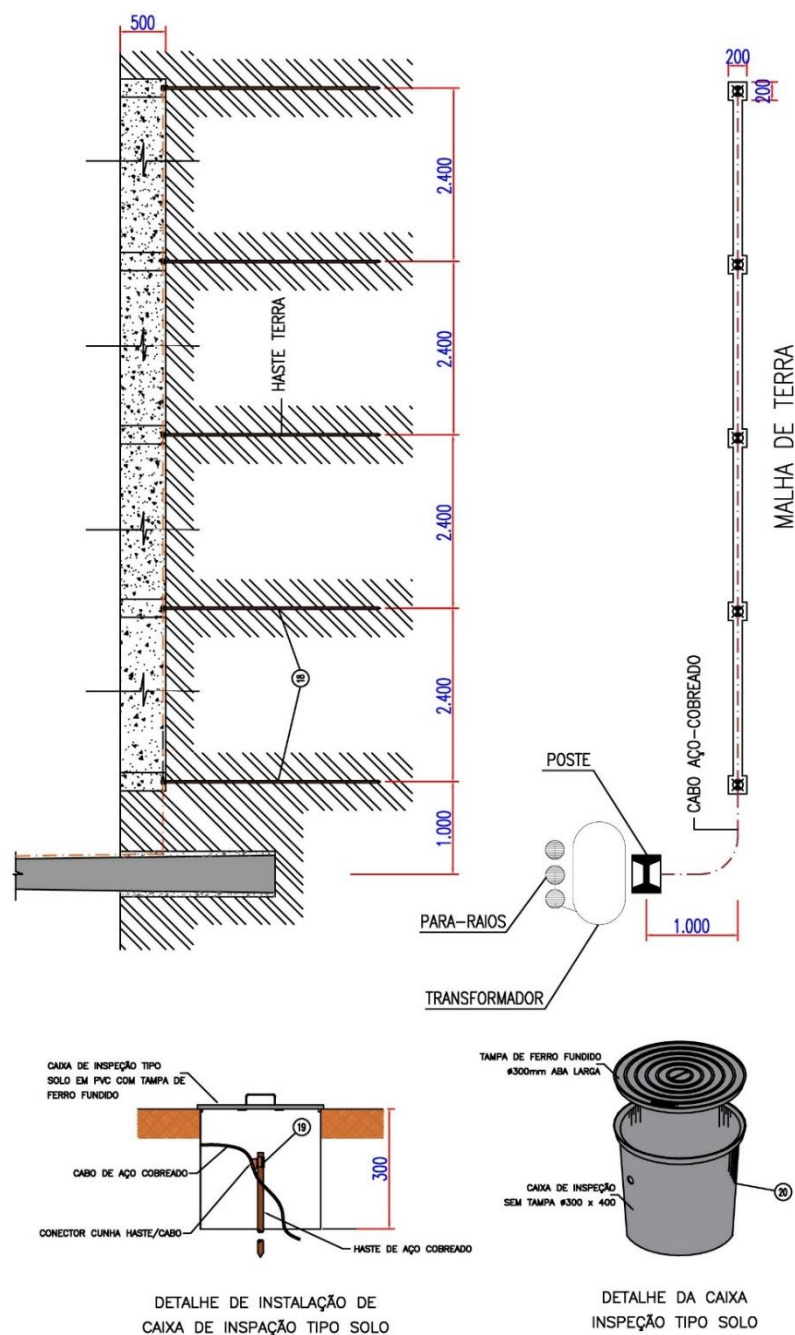 500
200
200
2.400
2.400
2.400
2.400
1.000
HASTE TERRA
18
MALHA DE TERRA
CABO AÇO-COBREADO
POSTE
PARA-RAIOS
TRANSFORMADOR
1.000
CAIXA DE INSPEÇÃO TIPO
SOLO EM PVC COM TAMPA DE
FERRO FUNDIDO
19
CABO DE AÇO COBREADO
300
CONECTOR CUNHA HASTE/CABO
HASTE DE AÇO COBREADO
DETALHE DE INSTALAÇÃO DE
CAIXA DE INSPAÇÃO TIPO SOLO
TAMPA DE FERRO FUNDIDO
ø300mm ABA LARGA
CAIXA DE INSPEÇÃO
SEM TAMPA ø300 x 400
20
DETALHE DA CAIXA
INSPEÇÃO TIPO SOLO